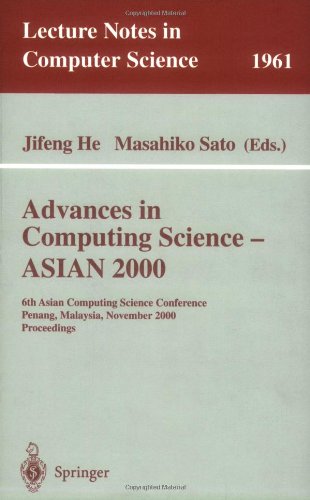 Lecture Notes in
Computer Science 1961
Jifeng He Masahiko Sato (Eds.)
Advances in
Computing Science –
ASIAN 2000
6th Asian Computing Science Conference
Penang, Malaysia, November 2000
Proceedings
Springer